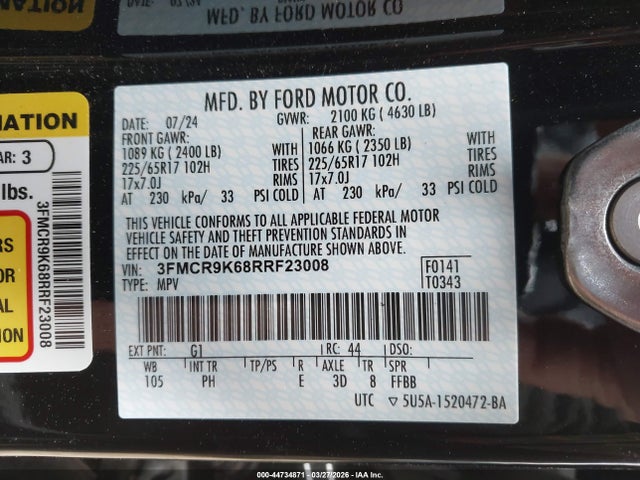 MFD. BY FORD MOTOR CO.
MATION
AR: 3
lbs.
3FMCR9K68RRF23008
MFD. BY FORD MOTOR CO.
DATE: 07/24 GVWR: 2100 KG ( 4630 LB)
FRONT GAWR: REAR GAWR:
1089 KG ( 2400 LB) WITH 1066 KG ( 2350 LB) WITH
225/65R17 102H TIRES 225/65R17 102H TIRES
17x7.0J RIMS 17x7.0J RIMS
AT 230 kPa/ 33 PSI COLD AT 230 kPa/ 33 PSI COLD
THIS VEHICLE CONFORMS TO ALL APPLICABLE FEDERAL MOTOR
VEHICLE SAFETY AND THEFT PREVENTION STANDARDS IN
EFFECT ON THE DATE OF MANUFACTURE SHOWN ABOVE.
VIN: 3FMCR9K68RRF23008 F0141
TYPE: MPV T0343
EXT PNT: G1 RC: 44 DSO:
WB INT TR TP/PS R AXLE TR SPR
105 PH E 3D 8 FFBB
UTC ▽ 5U5A-1520472-BA
000-44734871 - 03/27/2026 - IAA, Inc.